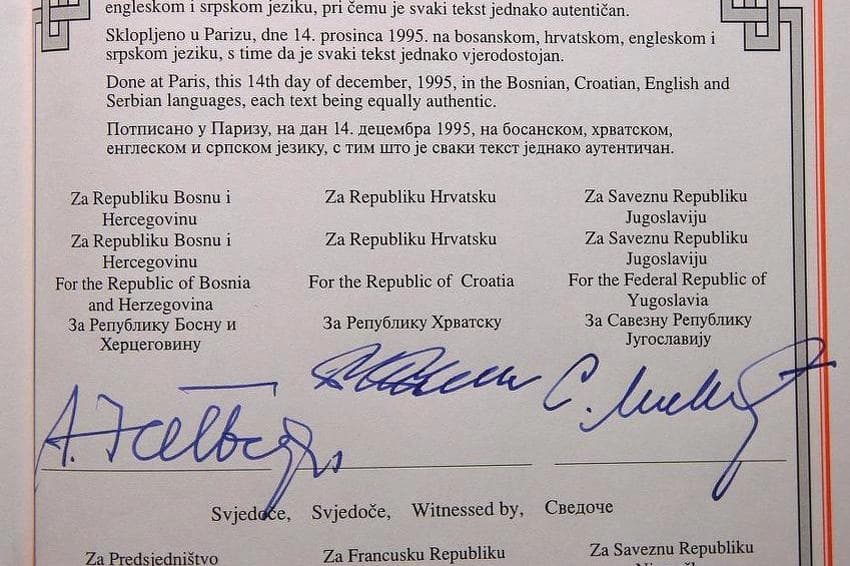 engleskom i srpskom jeziku, pri čemu je svaki tekst jednako autentičan.
Sklopljeno u Parizu, dne 14. prosinca 1995. na bosanskom, hrvatskom, engleskom i
srpskom jeziku, s time da je svaki tekst jednako vjerodostojan.
Done at Paris, this 14th day of december, 1995, in the Bosnian, Croatian, English and
Serbian languages, each text being equally authentic.
Потписано у Паризу, на дан 14. децембра 1995, на босанском, хрватском,
енглеском и српском језику, с тим што је сваки текст једнако аутентичан.
Za Republiku Bosnu i
Hercegovinu
Za Republiku Bosnu i
Hercegovinu
For the Republic of Bosnia
and Herzegovina
За Републику Босну и
Херцеговину
Za Republiku Hrvatsku
Za Republiku Hrvatsku
For the Republic of Croatia
За Републику Хрватску
Za Saveznu Republiku
Jugoslaviju
Za Saveznu Republiku
Jugoslaviju
For the Federal Republic of
Yugoslavia
За Савезну Републику
Југославију
Svjedoče, Svjedoče, Witnessed by, Сведоче
Za Predsjedništvo
Za Francusku Republiku
Za Saveznu Republiku